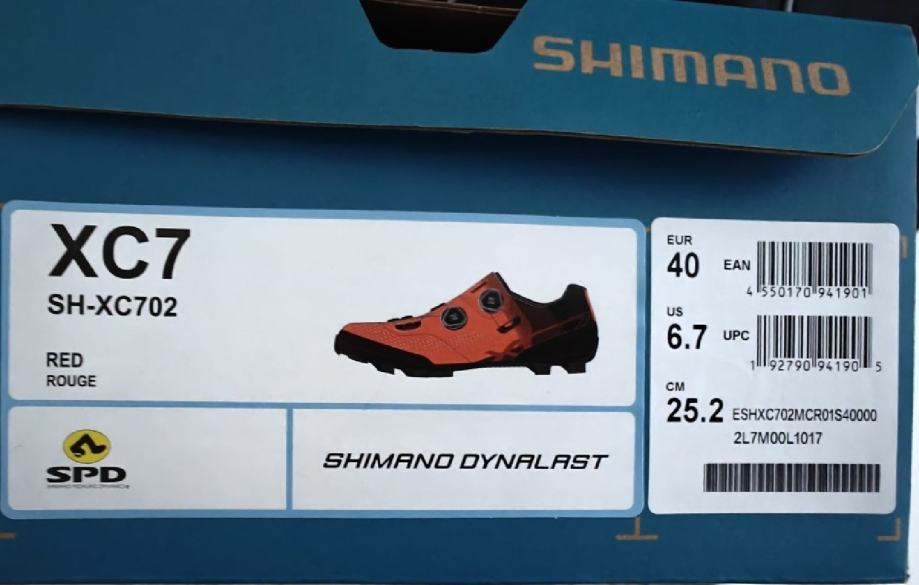 SHIMANO
XC7
SH-XC702
RED
ROUGE
SPD
SHIMANO DYNALAST
EUR
40
EAN
4 550170 941901
US
6.7
UPC
1 92790 94190 5
CM
25.2
ESHXC702MCR01S40000
2L7M00L1017